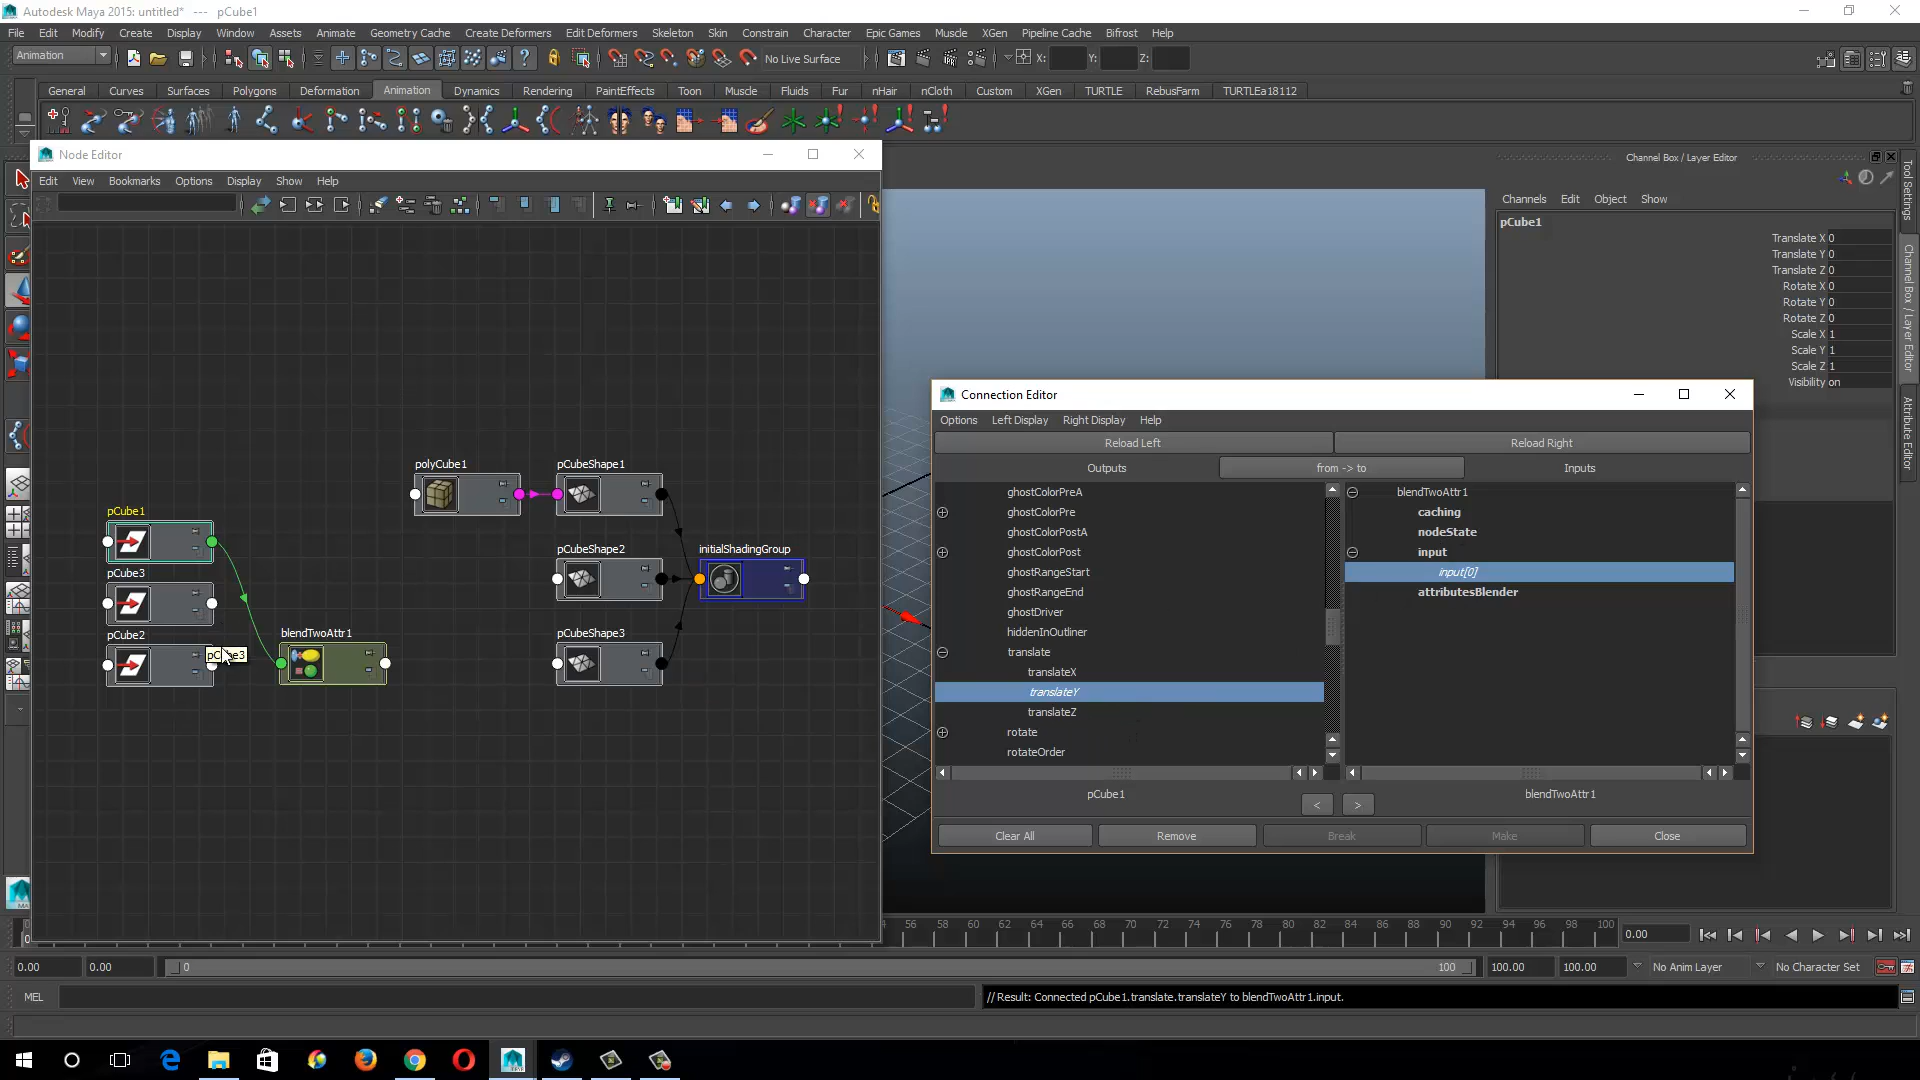 Autodesk Maya 2015: untitled* --- pCube1
File Edit Modify Create Display Window Assets Animate Geometry Cache Create Deformers Edit Deformers Skeleton Skin Constrain Character Epic Games Muscle XGen Pipeline Cache Bifrost Help
Animation No Live Surface X: Y: Z:
General Curves Surfaces Polygons Deformation Animation Dynamics Rendering PaintEffects Toon Muscle Fluids Fur nHair nCloth Custom XGen TURTLE RebusFarm TURTLEa18112
Node Editor
Edit View Bookmarks Options Display Show Help
polyCube1
pCubeShape1
pCube1
pCubeShape2
initialShadingGroup
pCube3
pCube2
blendTwoAttr1
pCubeShape3
Channel Box / Layer Editor
Channels Edit Object Show
pCube1
Translate X 0
Translate Y 0
Translate Z 0
Rotate X 0
Rotate Y 0
Rotate Z 0
Scale X 1
Scale Y 1
Scale Z 1
Visibility on
Tool Settings
Channel Box / Layer Editor
Attribute Editor
Connection Editor
Options Left Display Right Display Help
Reload Left Reload Right
Outputs from -> to Inputs
ghostColorPreA
ghostColorPre
ghostColorPostA
ghostColorPost
ghostRangeStart
ghostRangeEnd
ghostDriver
hiddenInOutliner
translate
translateX
translateY
translateZ
rotate
rotateOrder
blendTwoAttr1
caching
nodeState
input
input[0]
attributesBlender
pCube1 blendTwoAttr1
< >
Clear All Remove Break Make Close
56 58 60 62 64 66 68 70 72 74 76 78 80 82 84 86 88 90 92 94 96 98 100 0.00
0.00 0.00 0 100 100.00 100.00 No Anim Layer No Character Set
MEL // Result: Connected pCube1.translate.translateY to blendTwoAttr1.input.